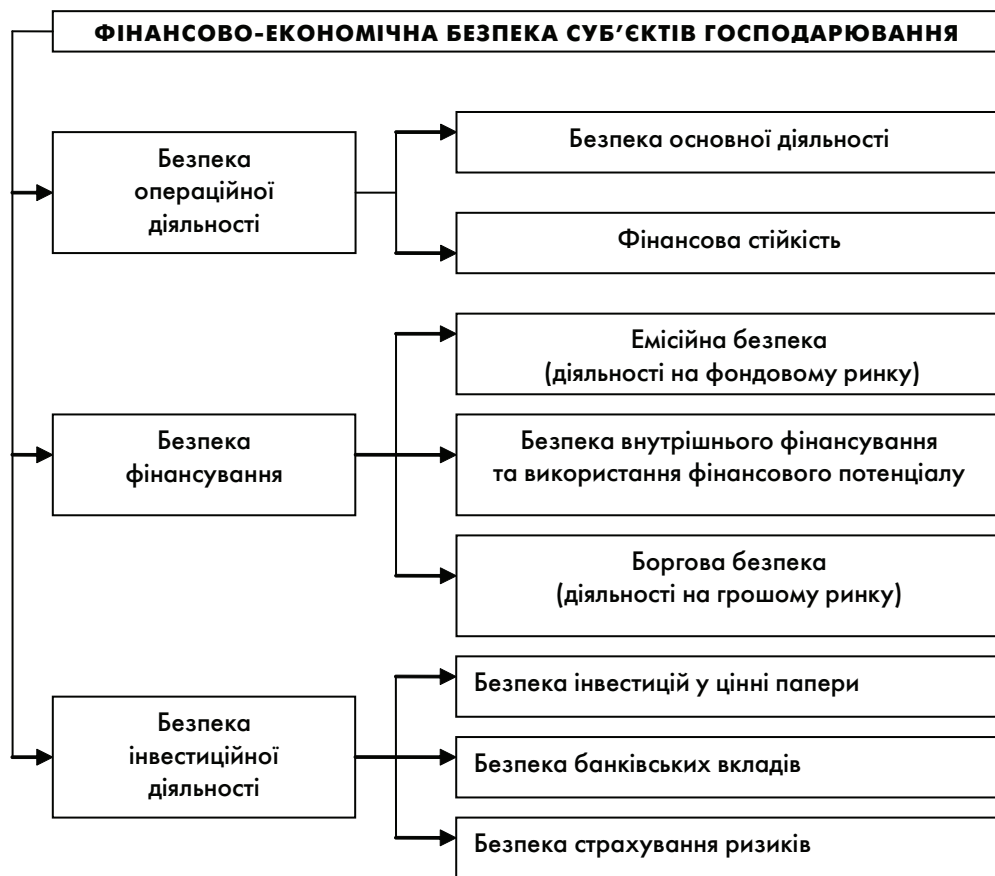 ФІНАНСОВО-ЕКОНОМІЧНА БЕЗПЕКА СУБ’ЄКТІВ ГОСПОДАРЮВАННЯ
Безпека
операційної
діяльності
Безпека основної діяльності
Фінансова стійкість
Безпека
фінансування
Емісійна безпека
(діяльності на фондовому ринку)
Безпека внутрішнього фінансування
та використання фінансового потенціалу
Боргова безпека
(діяльності на грошому ринку)
Безпека
інвестиційної
діяльності
Безпека інвестицій у цінні папери
Безпека банківських вкладів
Безпека страхування ризиків